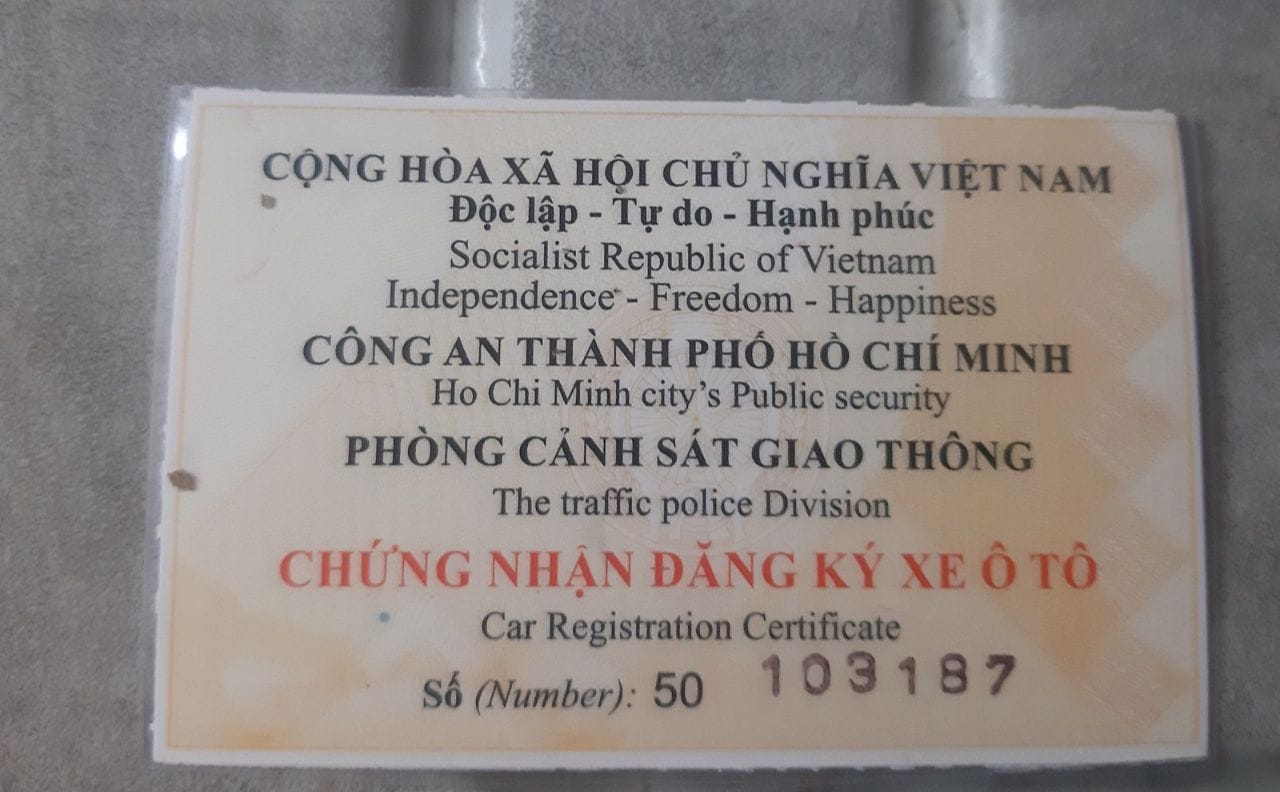 CỘNG HÒA XÃ HỘI CHỦ NGHĨA VIỆT NAM
Độc lập - Tự do - Hạnh phúc
Socialist Republic of Vietnam
Independence - Freedom - Happiness
CÔNG AN THÀNH PHỐ HỒ CHÍ MINH
Ho Chi Minh city's Public security
PHÒNG CẢNH SÁT GIAO THÔNG
The traffic police Division
CHỨNG NHẬN ĐĂNG KÝ XE Ô TÔ
Car Registration Certificate
Số (Number): 50 103187